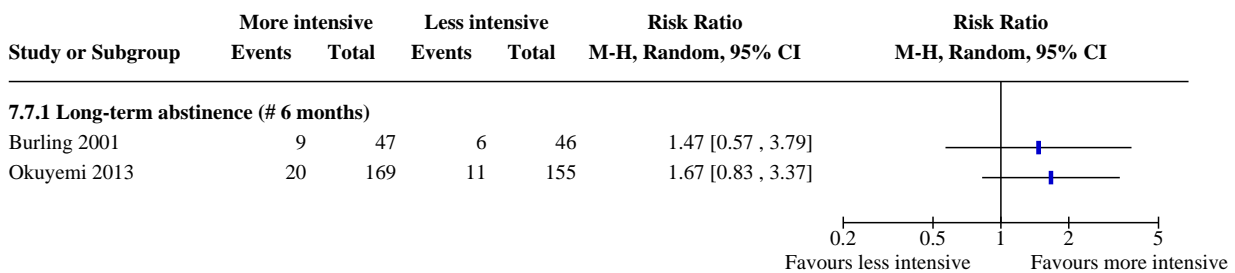 More intensive Less intensive Risk Ratio Risk Ratio
Study or Subgroup Events Total Events Total M-H, Random, 95% CI M-H, Random, 95% CI
7.7.1 Long-term abstinence (# 6 months)
Burling 2001 9 47 6 46 1.47 [0.57 , 3.79]
Okuyemi 2013 20 169 11 155 1.67 [0.83 , 3.37]
0.2 0.5 1 2 5
Favours less intensive Favours more intensive